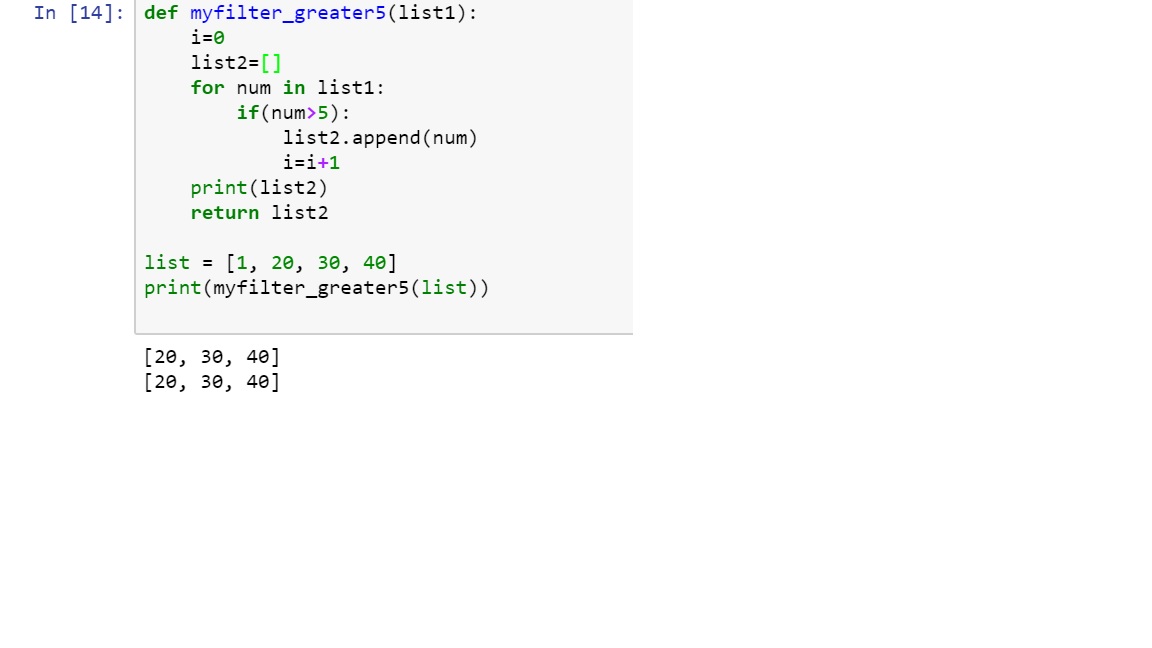 In [14]: def myfilter_greater5(list1):
    i=0
    list2=[]
    for num in list1:
        if(num>5):
            list2.append(num)
            i=i+1
    print(list2)
    return list2
list = [1, 20, 30, 40]
print(myfilter_greater5(list))
[20, 30, 40]
[20, 30, 40]